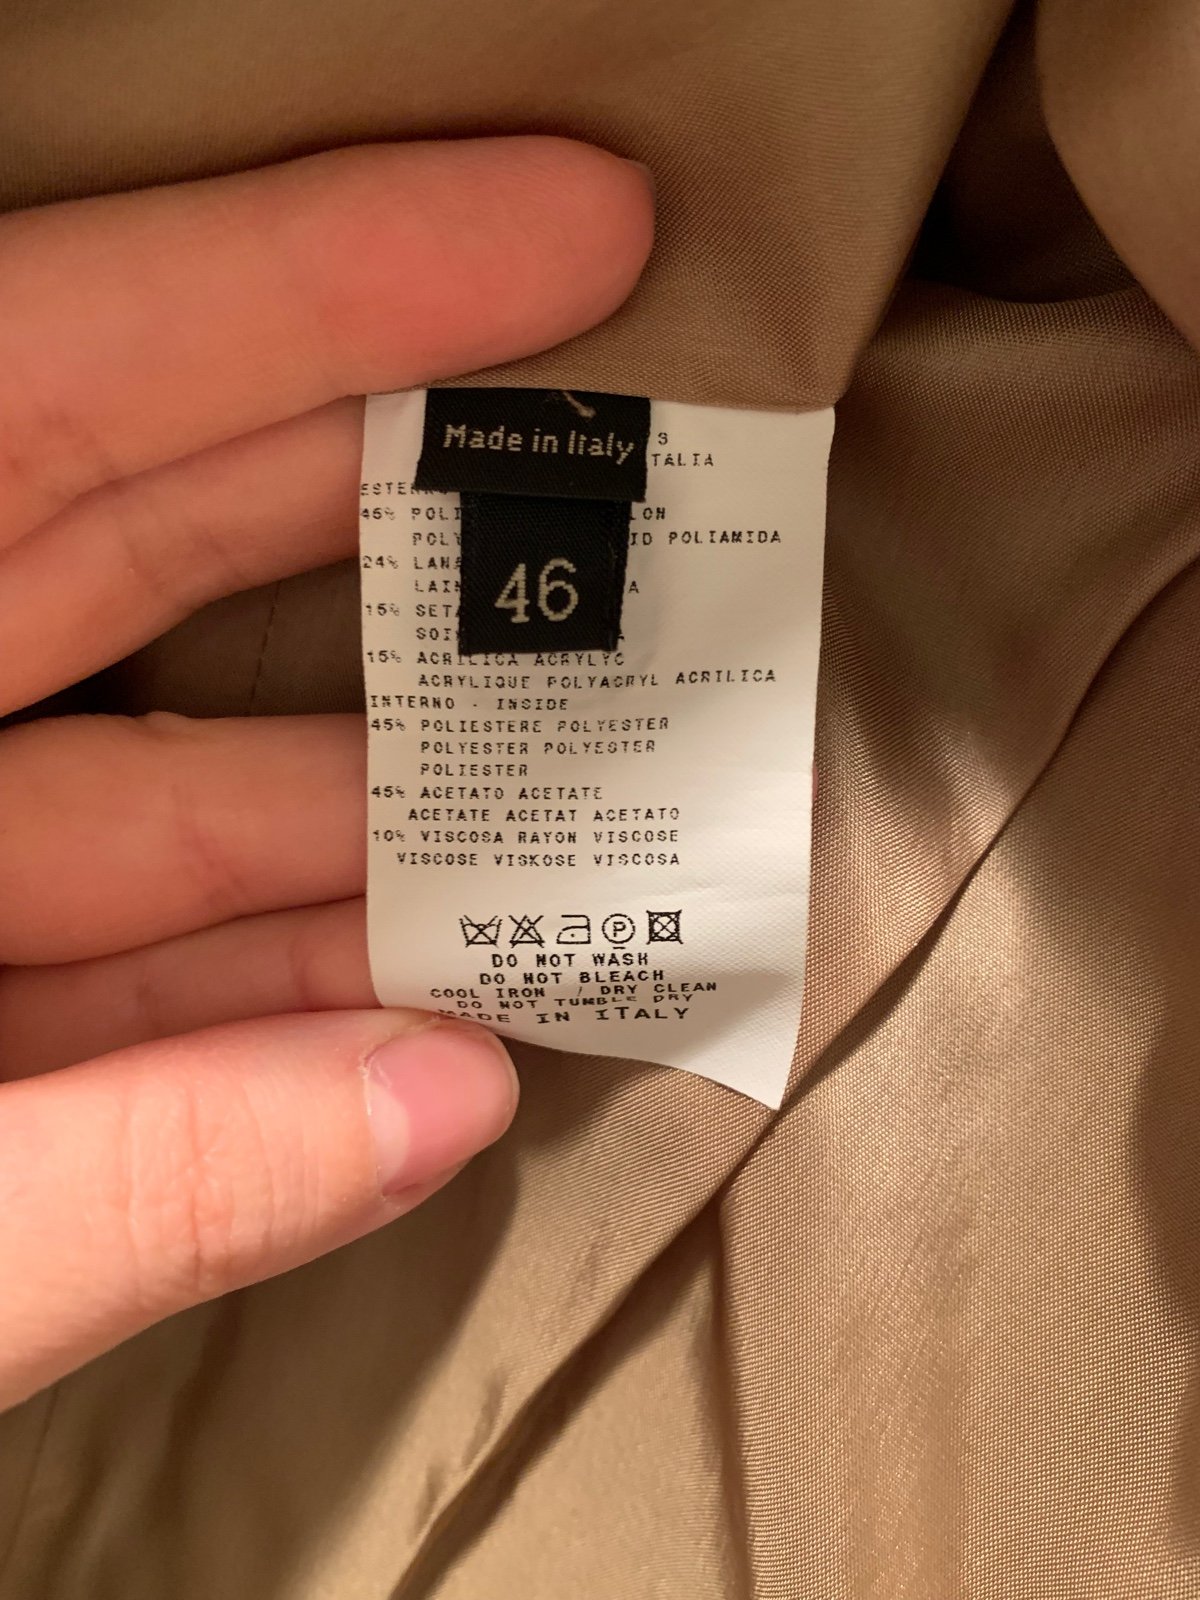 Made in Italy
46
S
TALIA
45% POLI
LON
POLY
ID POLIAMIDA
24% LANA
LAIN
A
15% SETA
SOI
A
15% ACRILICA ACRYLYC
ACRYLIQUE POLYACRYL ACRILICA
INTERNO - INSIDE
45% POLIESTERE POLYESTER
POLYESTER POLYESTER
POLIESTER
45% ACETATO ACETATE
ACETATE ACETAT ACETATO
10% VISCOSA RAYON VISCOSE
VISCOSE VISKOSE VISCOSA
P
DO NOT WASH
DO NOT BLEACH
COOL IRON / DRY CLEAN
DO NOT TUMBLE DRY
MADE IN ITALY